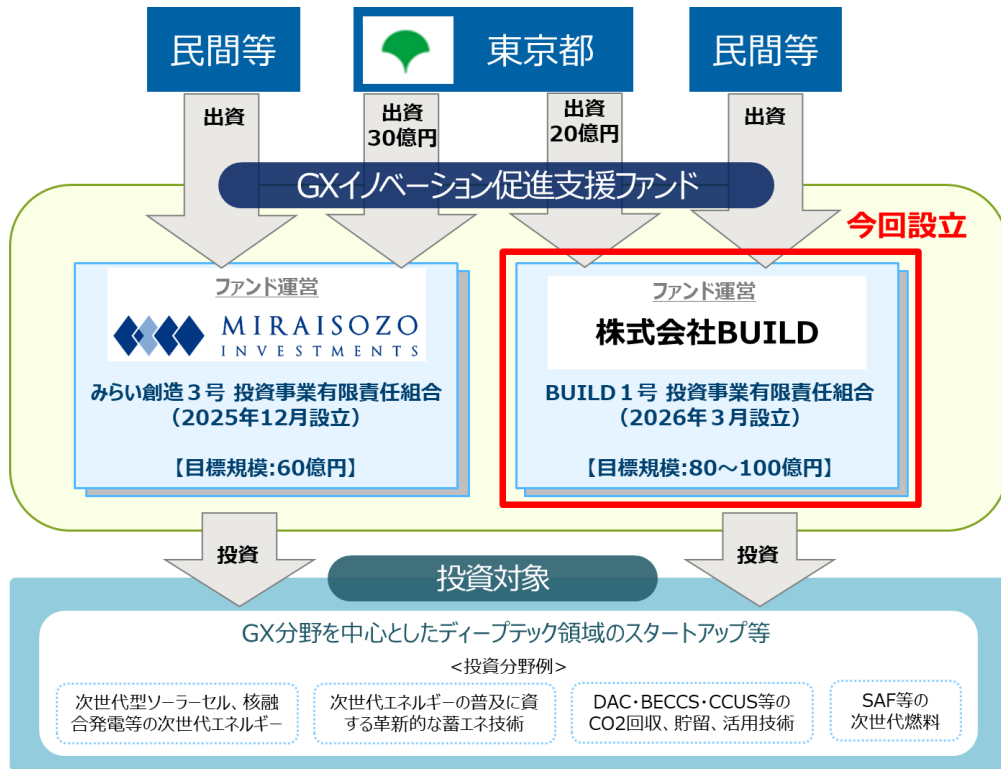 民間等
東京都
民間等
出資
出資
30億円
出資
20億円
出資
GXイノベーション促進支援ファンド
今回設立
ファンド運営
MIRAISOZO
INVESTMENTS
みらい創造3号 投資事業有限責任組合
(2025年12月設立)
【目標規模:60億円】
ファンド運営
株式会社BUILD
BUILD1号 投資事業有限責任組合
(2026年3月設立)
【目標規模:80~100億円】
投資
投資
投資対象
GX分野を中心としたディープテック領域のスタートアップ等
<投資分野例>
次世代型ソーラーセル、核融
合発電等の次世代エネルギー
次世代エネルギーの普及に資
する革新的な蓄エネ技術
DAC・BECCS・CCUS等の
CO2回収、貯留、活用技術
SAF等の
次世代燃料